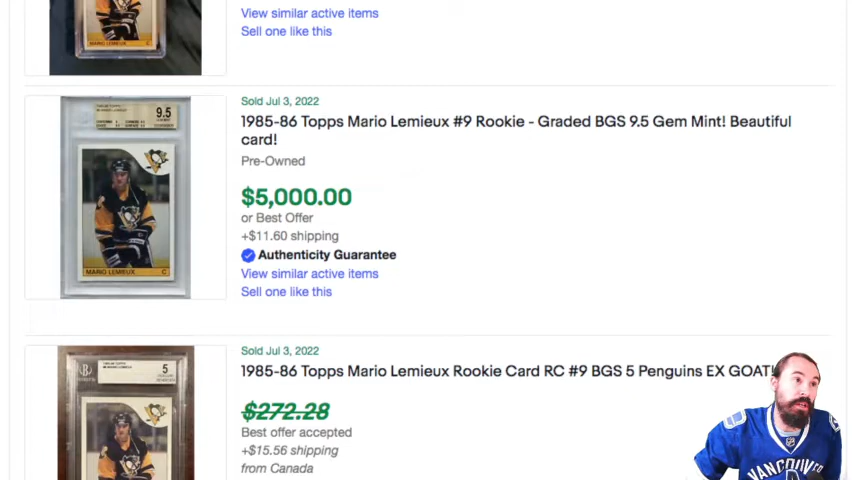 MARIO LEMIEUX C
View similar active items
Sell one like this
9.5
Sold Jul 3, 2022
1985-86 Topps Mario Lemieux #9 Rookie - Graded BGS 9.5 Gem Mint! Beautiful
card!
Pre-Owned
$5,000.00
or Best Offer
+$11.60 shipping
Authenticity Guarantee
View similar active items
Sell one like this
MARIO LEMIEUX C
5
Sold Jul 3, 2022
1985-86 Topps Mario Lemieux Rookie Card RC #9 BGS 5 Penguins EX GOAT!
$272.28
Best offer accepted
+$15.56 shipping
from Canada
VANCOUV